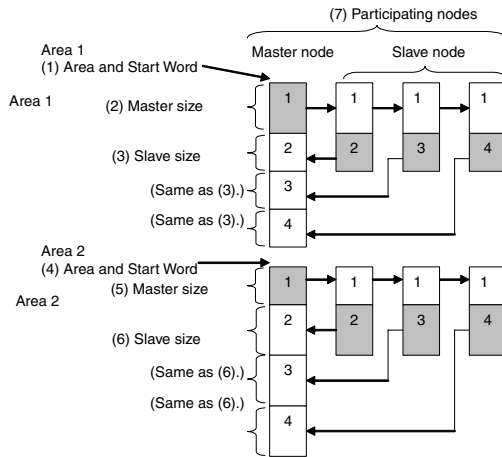 (7) Participating nodes
Area 1
(1) Area and Start Word
Master node
Slave node
Area 1
(2) Master size
1
1
1
1
(3) Slave size
2
2
3
4
(Same as (3).)
3
(Same as (3).)
4
Area 2
(4) Area and Start Word
(5) Master size
Area 2
1
1
1
1
(6) Slave size
2
2
3
4
(Same as (6).)
3
(Same as (6).)
4